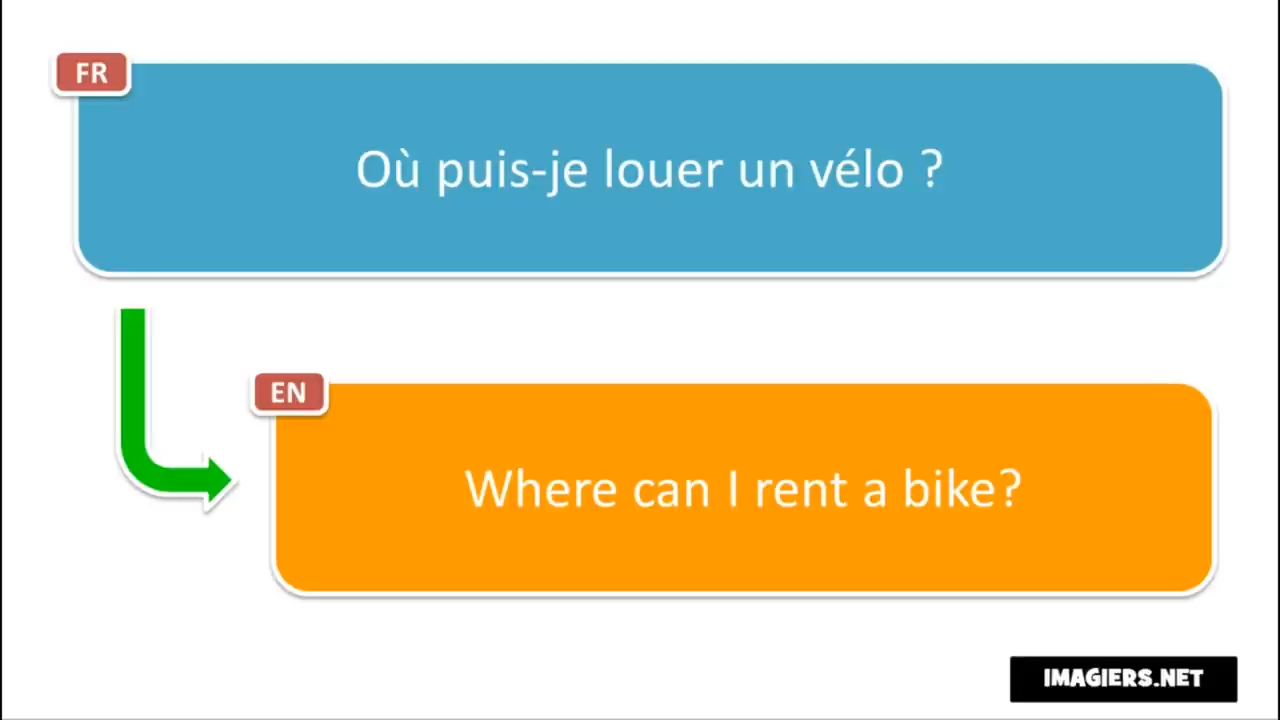 FR
Où puis-je louer un vélo ?
EN
Where can I rent a bike?
IMAGIERS.NET